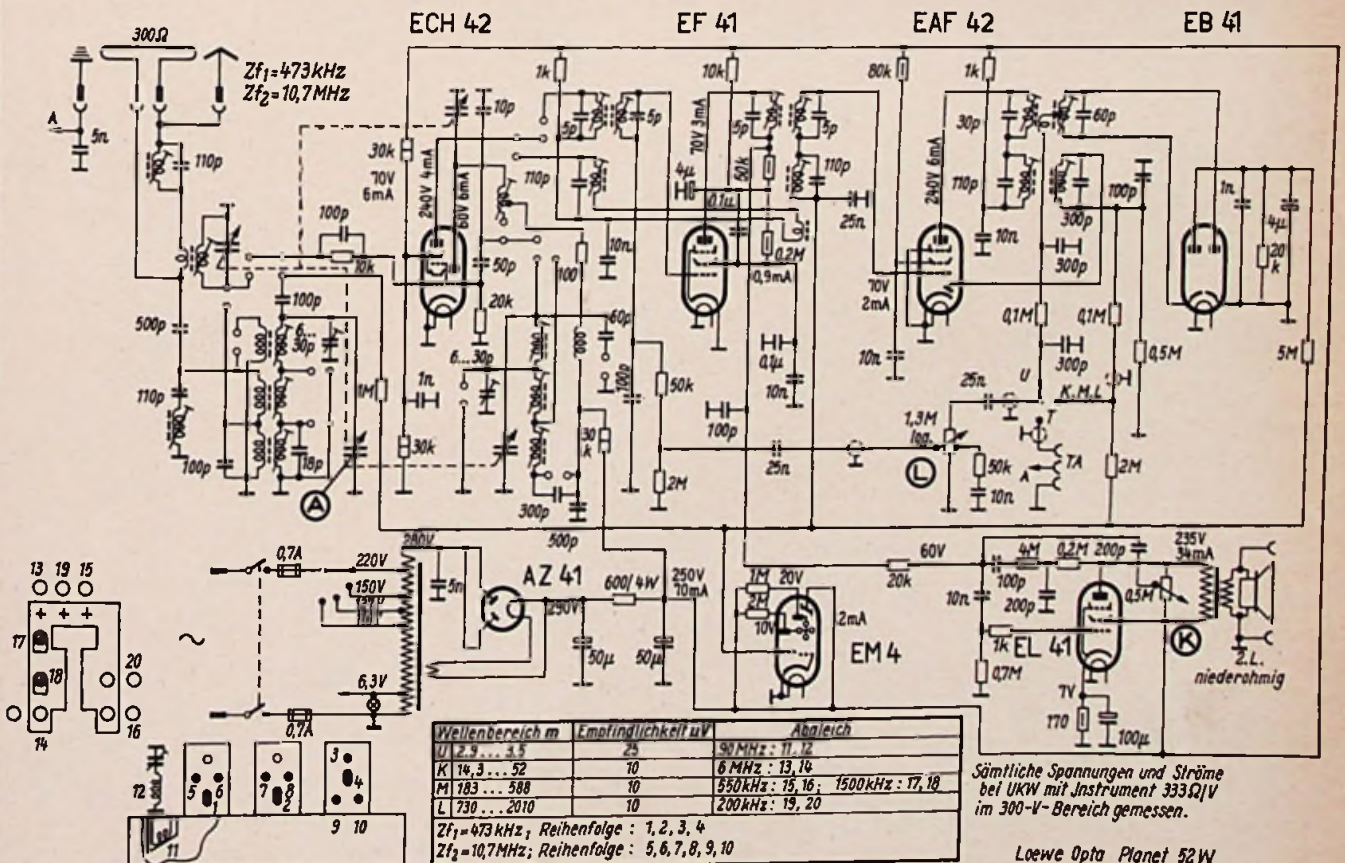 ECH 42
EF 41
EAF 42
EB 41
300Ω
Zf₁=473kHz
Zf₂=10,7MHz
A
5n
110p
500p
110p
100p
100p
10k
100p
6...
30p
18p
1M
A
30k
70V
6mA
240V 4mA
60V 6mA
10p
50p
20k
1n
30k
6...30p
1k
5p
5p
110p
10n
100
60p
100p
30
k
300p
500p
10k
70V 3mA
4µ
0,1µ
5p
50k
5p
110p
0,2M
0,9mA
25n
0,1µ
10n
50k
100p
2M
25n
80k
1k
240V 6mA
30p
60p
110p
10n
300p
300p
100p
70V
2mA
10n
0,1M
0,1M
300p
25n
U
K.M.L
1,3M
log.
L
50k
10n
T
TA
A
2M
0,5M
1n
4µ
20
k
5M
13 19 15
17
18
20
14
16
0,7A
220V
150V
6,3V
0,7A
280V
5n
AZ 41
290V
600/4W
250V
70mA
50µ
50µ
1M
20V
10V
2mA
EM 4
60V
20k
10n
100p
4M
0,2M
200p
200p
235V
34mA
0,5M
K
1k
EL 41
0,7M
7V
170
100µ
2.L.
niederohmig
12
11
5 6
7 8
2
1
3
4
9 10
Wellenbereich m Empfindlichkeit µV Abgleich
U 2,9 ... 3,5 25 90 MHz : 11, 12
K 14,3 ... 52 10 6 MHz : 13, 14
M 183 ... 588 10 550kHz : 15, 16; 1500kHz : 17, 18
L 730 ... 2010 10 200kHz : 19, 20
Zf₁=473kHz; Reihenfolge : 1, 2, 3, 4
Zf₂=10,7MHz; Reihenfolge : 5, 6, 7, 8, 9, 10
Sämtliche Spannungen und Ströme
bei UKW mit Jnstrument 333Ω/V
im 300-V-Bereich gemessen.
Loewe Opta Planet 52W